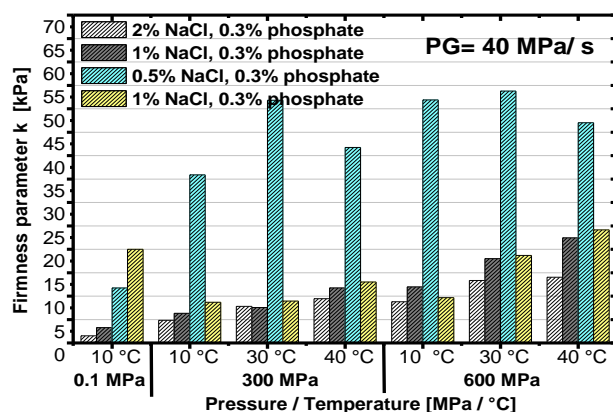 70
65
60
55
50
45
40
35
30
25
20
15
10
5
0
Firmness parameter k [kPa]
2% NaCl, 0.3% phosphate
1% NaCl, 0.3% phosphate
0.5% NaCl, 0.3% phosphate
1% NaCl, 0.3% phosphate
PG= 40 MPa/ s
10 °C 10 °C 30 °C 40 °C 10 °C 30 °C 40 °C
0.1 MPa 300 MPa 600 MPa
Pressure / Temperature [MPa / °C]